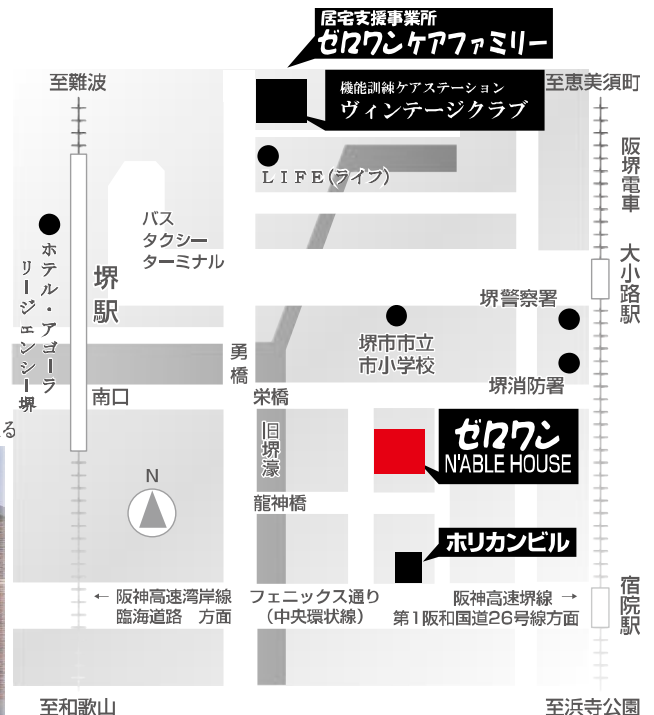 居宅支援事業所
ゼロワンケアファミリー
至難波
機能訓練ケアステーション
ヴィンテージクラブ
至恵美須町
阪堺電車
LIFE(ライフ)
バス
タクシー
ターミナル
大小路駅
ホテル・アゴーラ
リージェンシー堺
堺駅
堺警察署
堺市市立
市小学校
勇橋
堺消防署
南口
栄橋
る
旧堺濠
ゼロワン
N'ABLE HOUSE
N
龍神橋
ホリカンビル
← 阪神高速湾岸線
臨海道路 方面
フェニックス通り
(中央環状線)
阪神高速堺線 →
第1阪和国道26号線方面
宿院駅
至和歌山
至浜寺公園